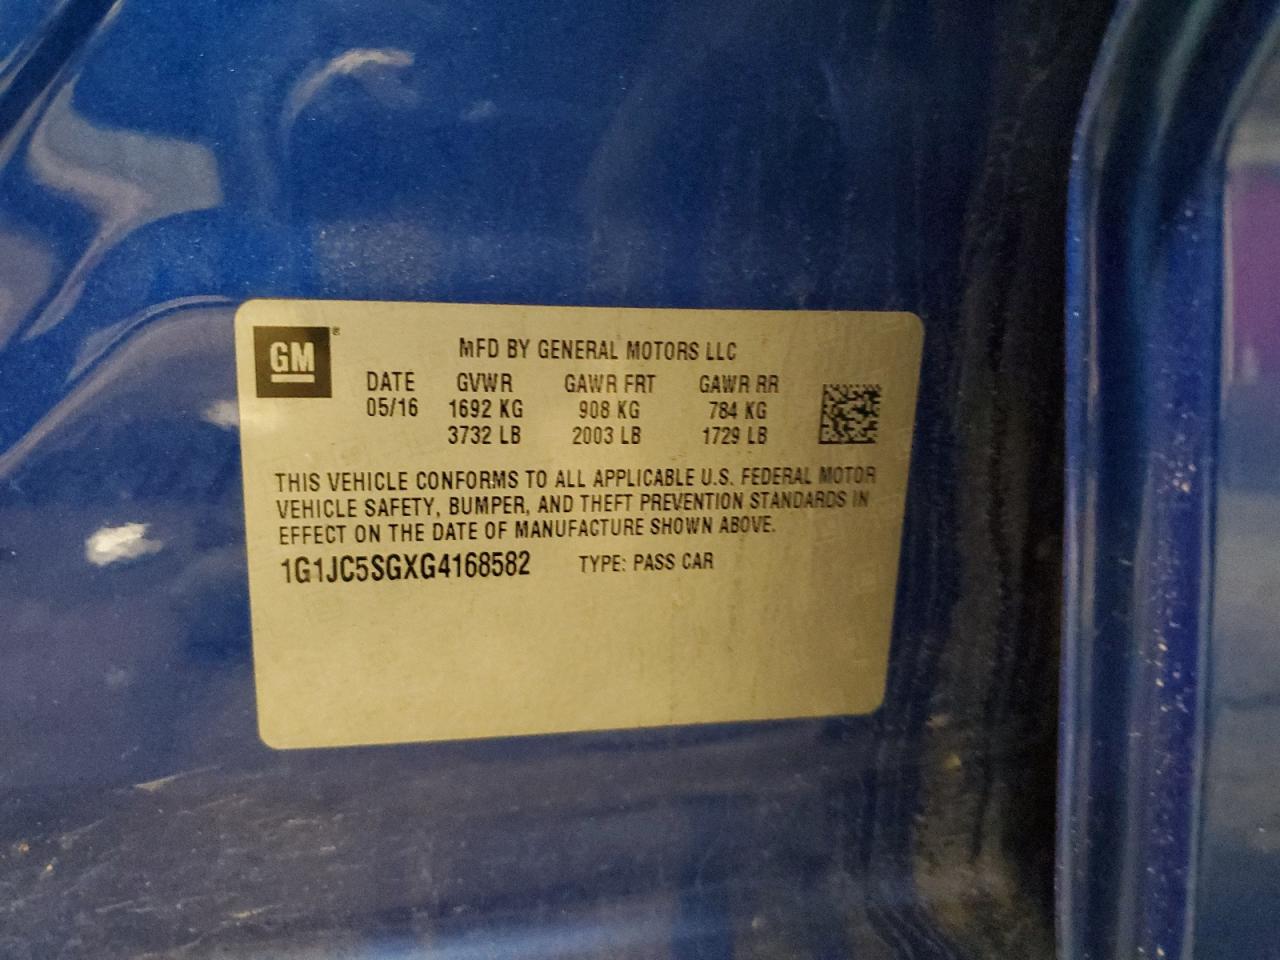 GM®
MFD BY GENERAL MOTORS LLC
DATE GVWR GAWR FRT GAWR RR
05/16 1692 KG 908 KG 784 KG
3732 LB 2003 LB 1729 LB
THIS VEHICLE CONFORMS TO ALL APPLICABLE U.S. FEDERAL MOTOR
VEHICLE SAFETY, BUMPER, AND THEFT PREVENTION STANDARDS IN
EFFECT ON THE DATE OF MANUFACTURE SHOWN ABOVE.
1G1JC5SGXG4168582 TYPE: PASS CAR